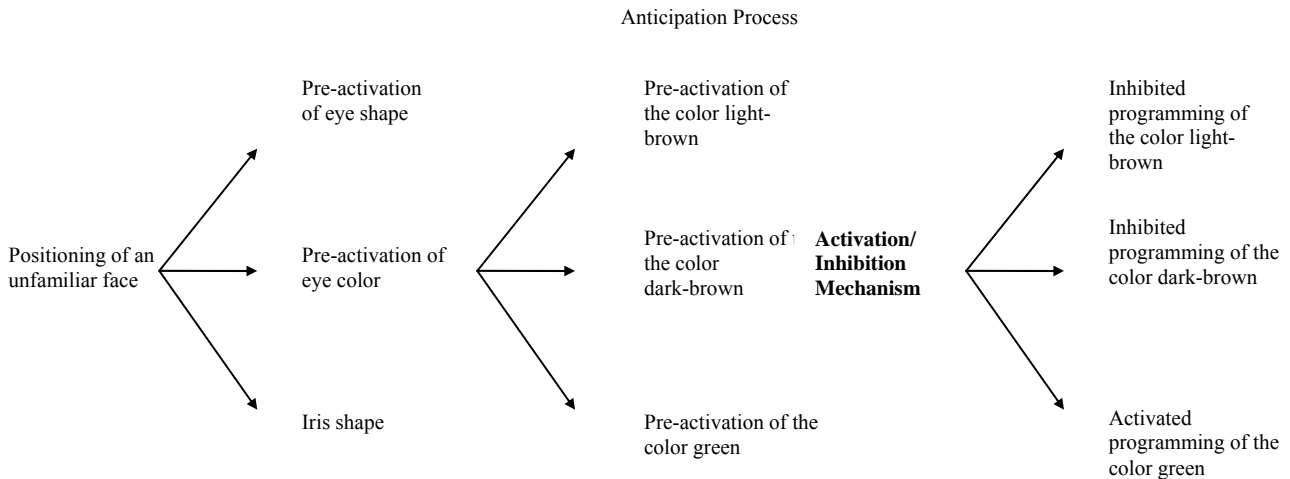 Anticipation Process
Pre-activation
of eye shape
Pre-activation of
the color light-
brown
Inhibited
programming of
the color light-
brown
Positioning of an
unfamiliar face
Pre-activation of
eye color
Pre-activation of
the color
dark-brown
Activation/
Inhibition
Mechanism
Inhibited
programming of the
color dark-brown
Iris shape
Pre-activation of the
color green
Activated
programming of the
color green